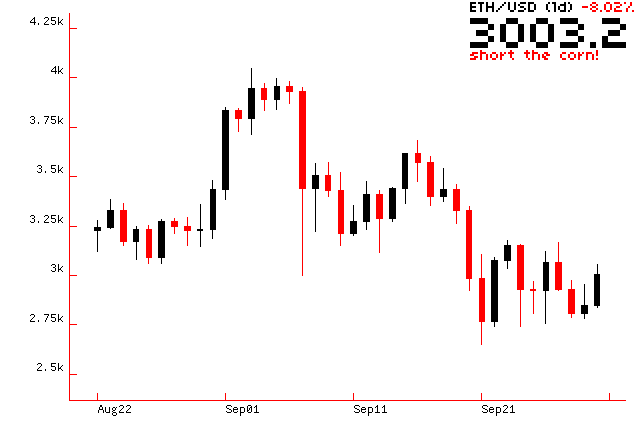 ETH/USD (1d) -8.02%
3003.2
short the corn!
4.25k
4k
3.75k
3.5k
3.25k
3k
2.75k
2.5k
Aug22 Sep01 Sep11 Sep21